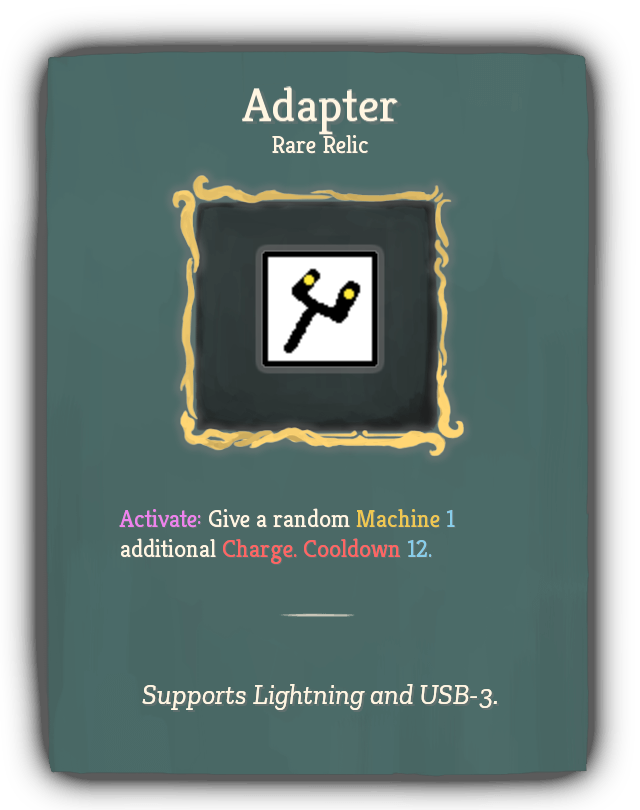 Adapter
Rare Relic
Activate: Give a random Machine 1
additional Charge. Cooldown 12.
Supports Lightning and USB-3.